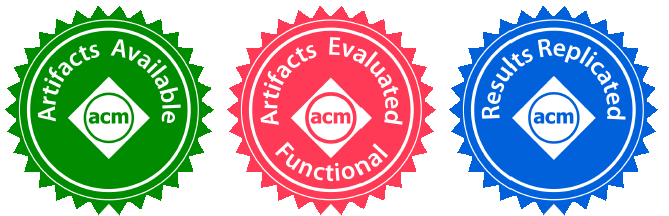 Artifacts Available
acm
Artifacts Evaluated
acm
Functional
Results Replicated
acm